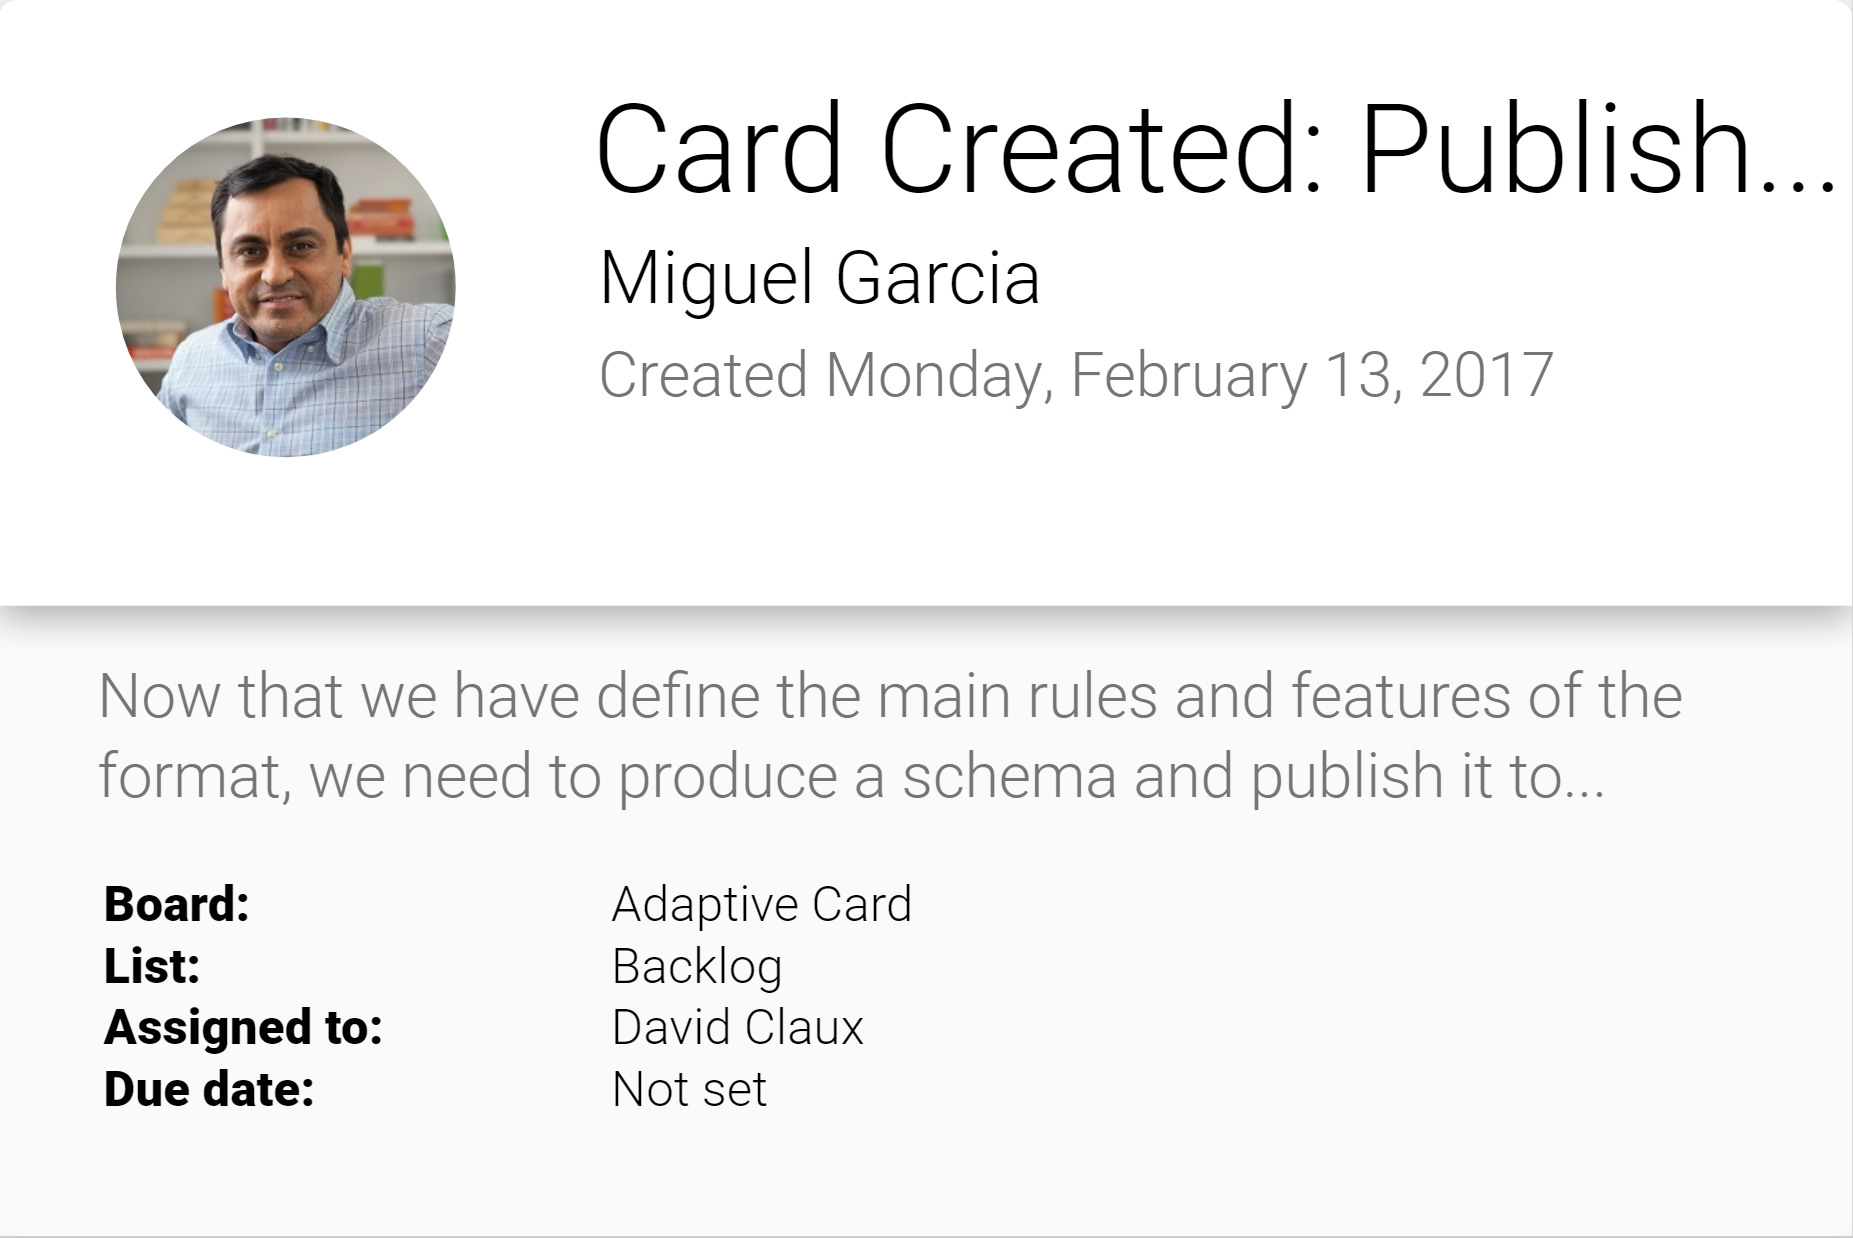 Card Created: Publish...
Miguel Garcia
Created Monday, February 13, 2017
Now that we have define the main rules and features of the
format, we need to produce a schema and publish it to...
Board: Adaptive Card
List: Backlog
Assigned to: David Claux
Due date: Not set